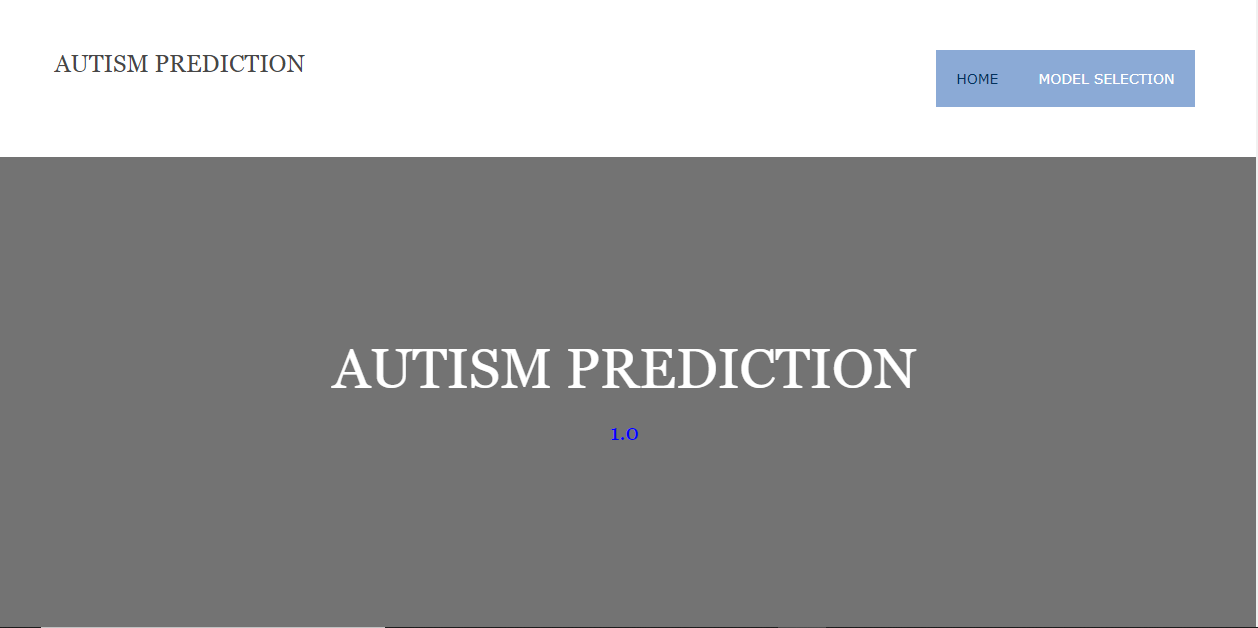 AUTISM PREDICTION
HOME MODEL SELECTION
AUTISM PREDICTION
1.0